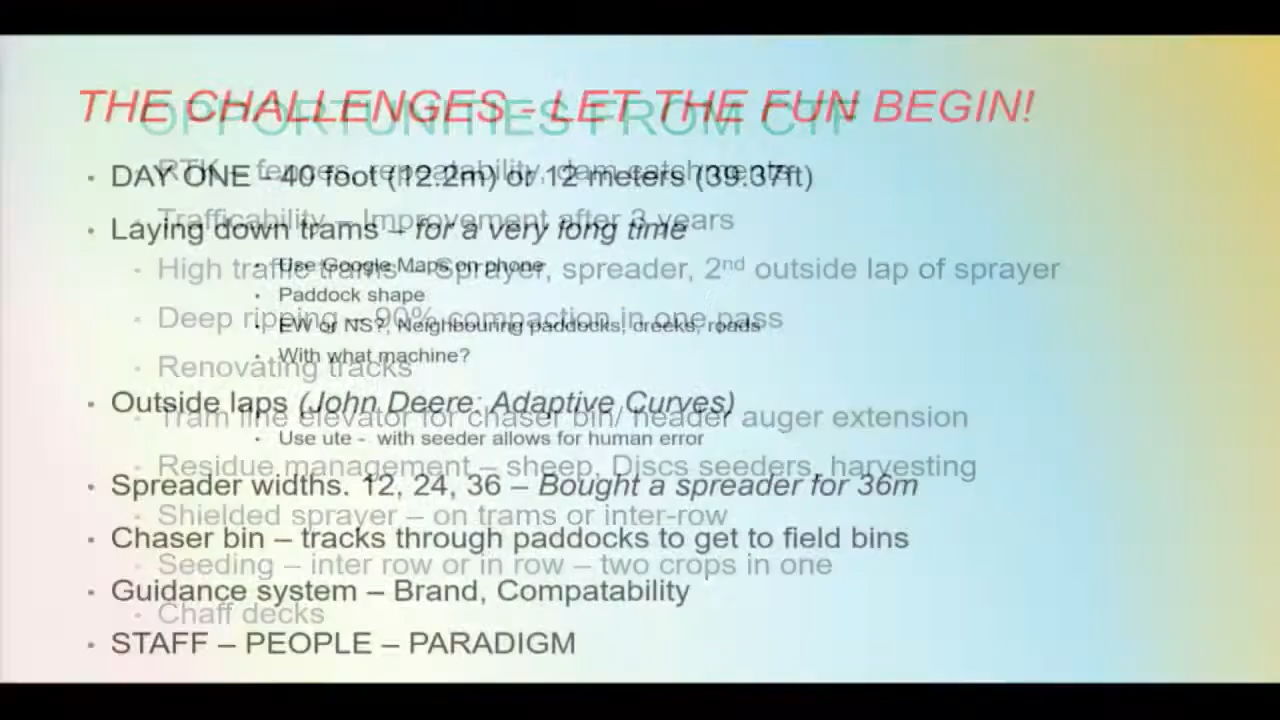 THE CHALLENGES - LET THE FUN BEGIN!
• DAY ONE – 40 foot (12.2m) or 12 meters (39.37ft)
• Laying down trams – for a very long time
• Use Google Maps on phone
• Paddock shape
• EW or NS?, Neighbouring paddocks, creeks, roads
• With what machine?
• Outside laps (John Deere: Adaptive Curves)
• Use ute - with seeder allows for human error
• Spreader widths. 12, 24, 36 – Bought a spreader for 36m
• Chaser bin – tracks through paddocks to get to field bins
• Guidance system – Brand, Compatability
• STAFF – PEOPLE – PARADIGM
OPPORTUNITIES FROM CTF
• RTK – fences, repeatability, dam catchments
• Trafficability – Improvement after 3 years
• High traffic trams – Sprayer, spreader, 2nd outside lap of sprayer
• Deep ripping – 90% compaction in one pass
• Renovating tracks
• Tram line elevator for chaser bin/ header auger extension
• Residue management – sheep, Discs seeders, harvesting
• Shielded sprayer – on trams or inter-row
• Seeding – inter row or in row – two crops in one
• Chaff decks